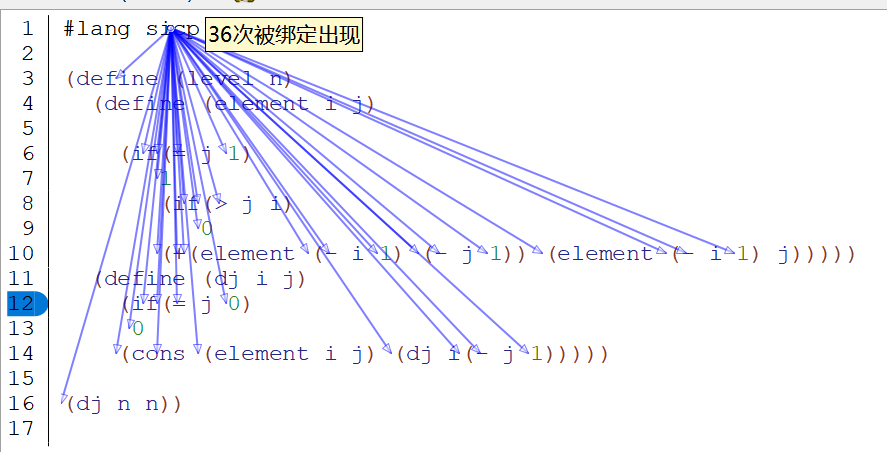 1 #lang sicp
36次被绑定出现
2
3 (define (level n)
4 (define (element i j)
5
6 (if(= j 1)
7 1
8 (if(> j i)
9 0
10 (+(element (- i 1) (- j 1)) (element (- i 1) j)))))
11 (define (dj i j)
12 (if(= j 0)
13 0
14 (cons (element i j) (dj i(- j 1)))))
15
16 (dj n n))
17